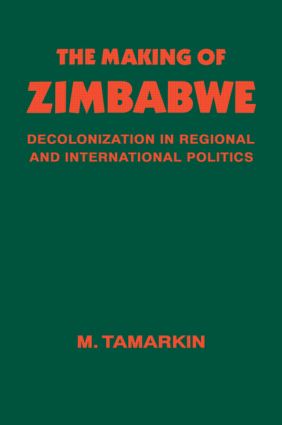 THE MAKING OF
ZIMBABWE
DECOLONIZATION IN REGIONAL
AND INTERNATIONAL POLITICS
M. TAMARKIN